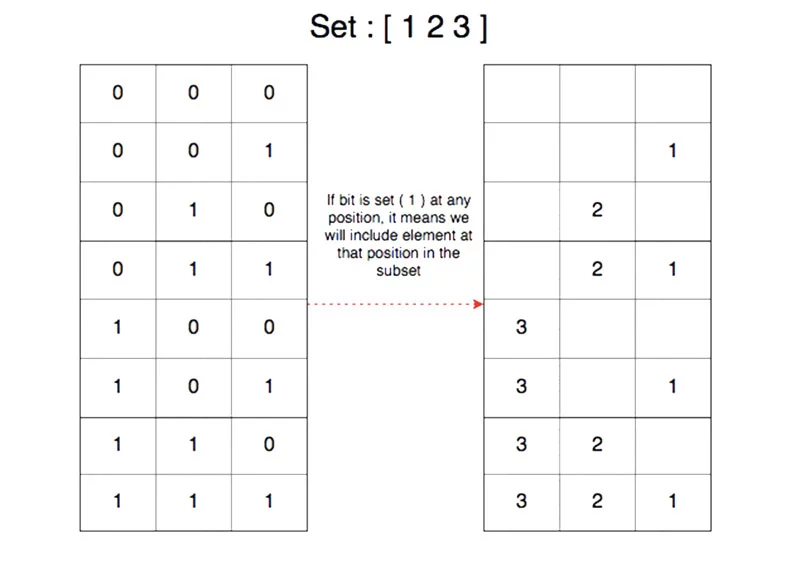 Set : [ 1 2 3 ]
0 0 0
0 0 1
0 1 0
0 1 1
1 0 0
1 0 1
1 1 0
1 1 1
If bit is set ( 1 ) at any
position, it means we
will include element at
that position in the
subset
1
2
2 1
3
3 1
3 2
3 2 1